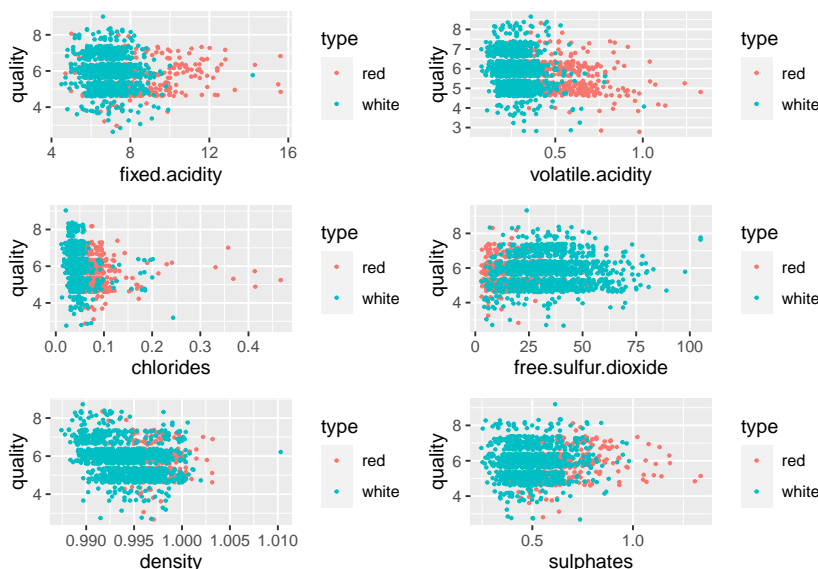 quality
8
6
4
4
8
12
16
fixed.acidity
type
red
white
quality
8
7
6
5
4
3
0.5
1.0
volatile.acidity
type
red
white
quality
8
6
4
0.0
0.1
0.2
0.3
0.4
chlorides
type
red
white
quality
8
6
4
0
25
50
75
100
free.sulfur.dioxide
type
red
white
quality
8
6
4
0.990
0.995
1.000
1.005
1.010
density
type
red
white
quality
8
6
4
0.5
1.0
sulphates
type
red
white